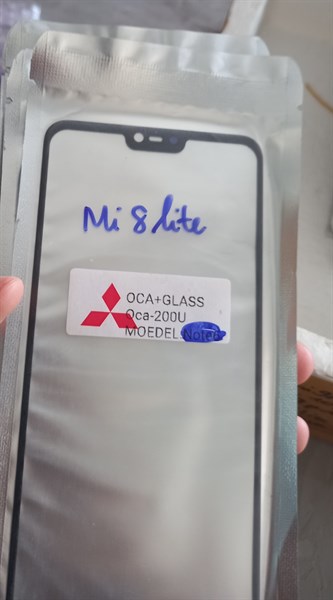 Mi 8 lite
OCA+GLASS
Oca-200U
MOEDEL: